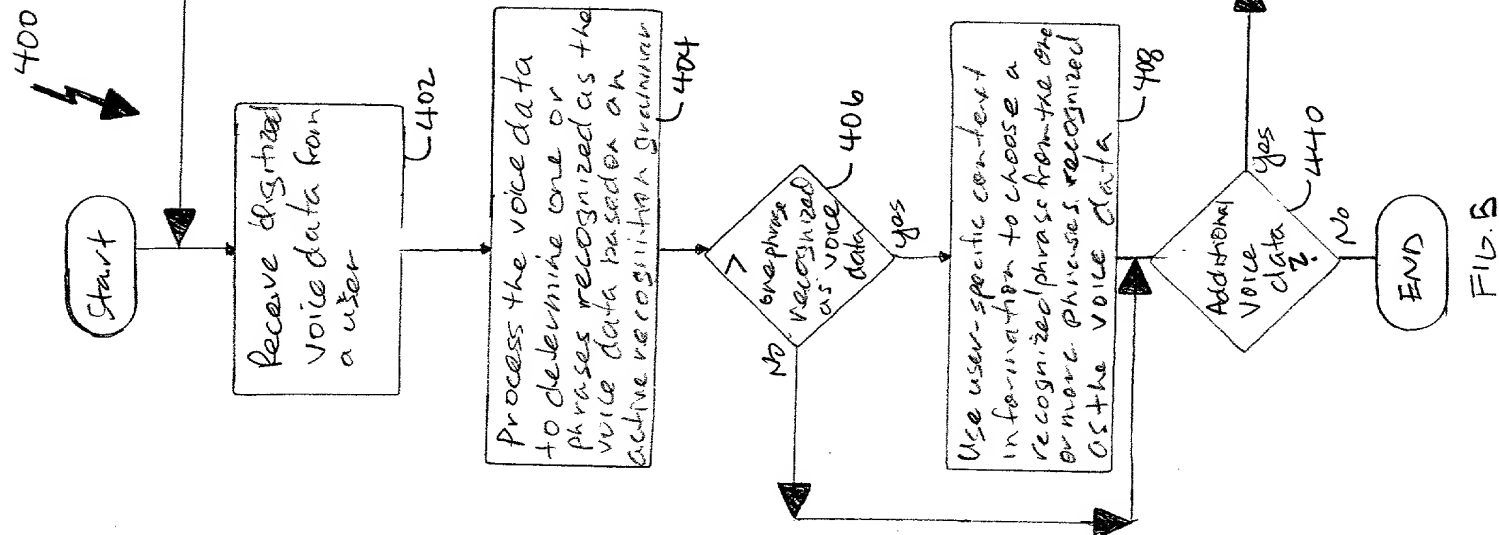 400
Start
Receive digitized
voice data from
a user
402
Process the voice data
to determine one or
phrases recognized as the
voice data based on an
active recognition grammar
404
>
one phrase
recognized
as voice
data
406
No
yes
Use user-specific context
information to choose a
recognized phrase from the one
or more phrases recognized
as the voice data
408
Additional
voice
data
?
440
yes
No
END
FIG. 5